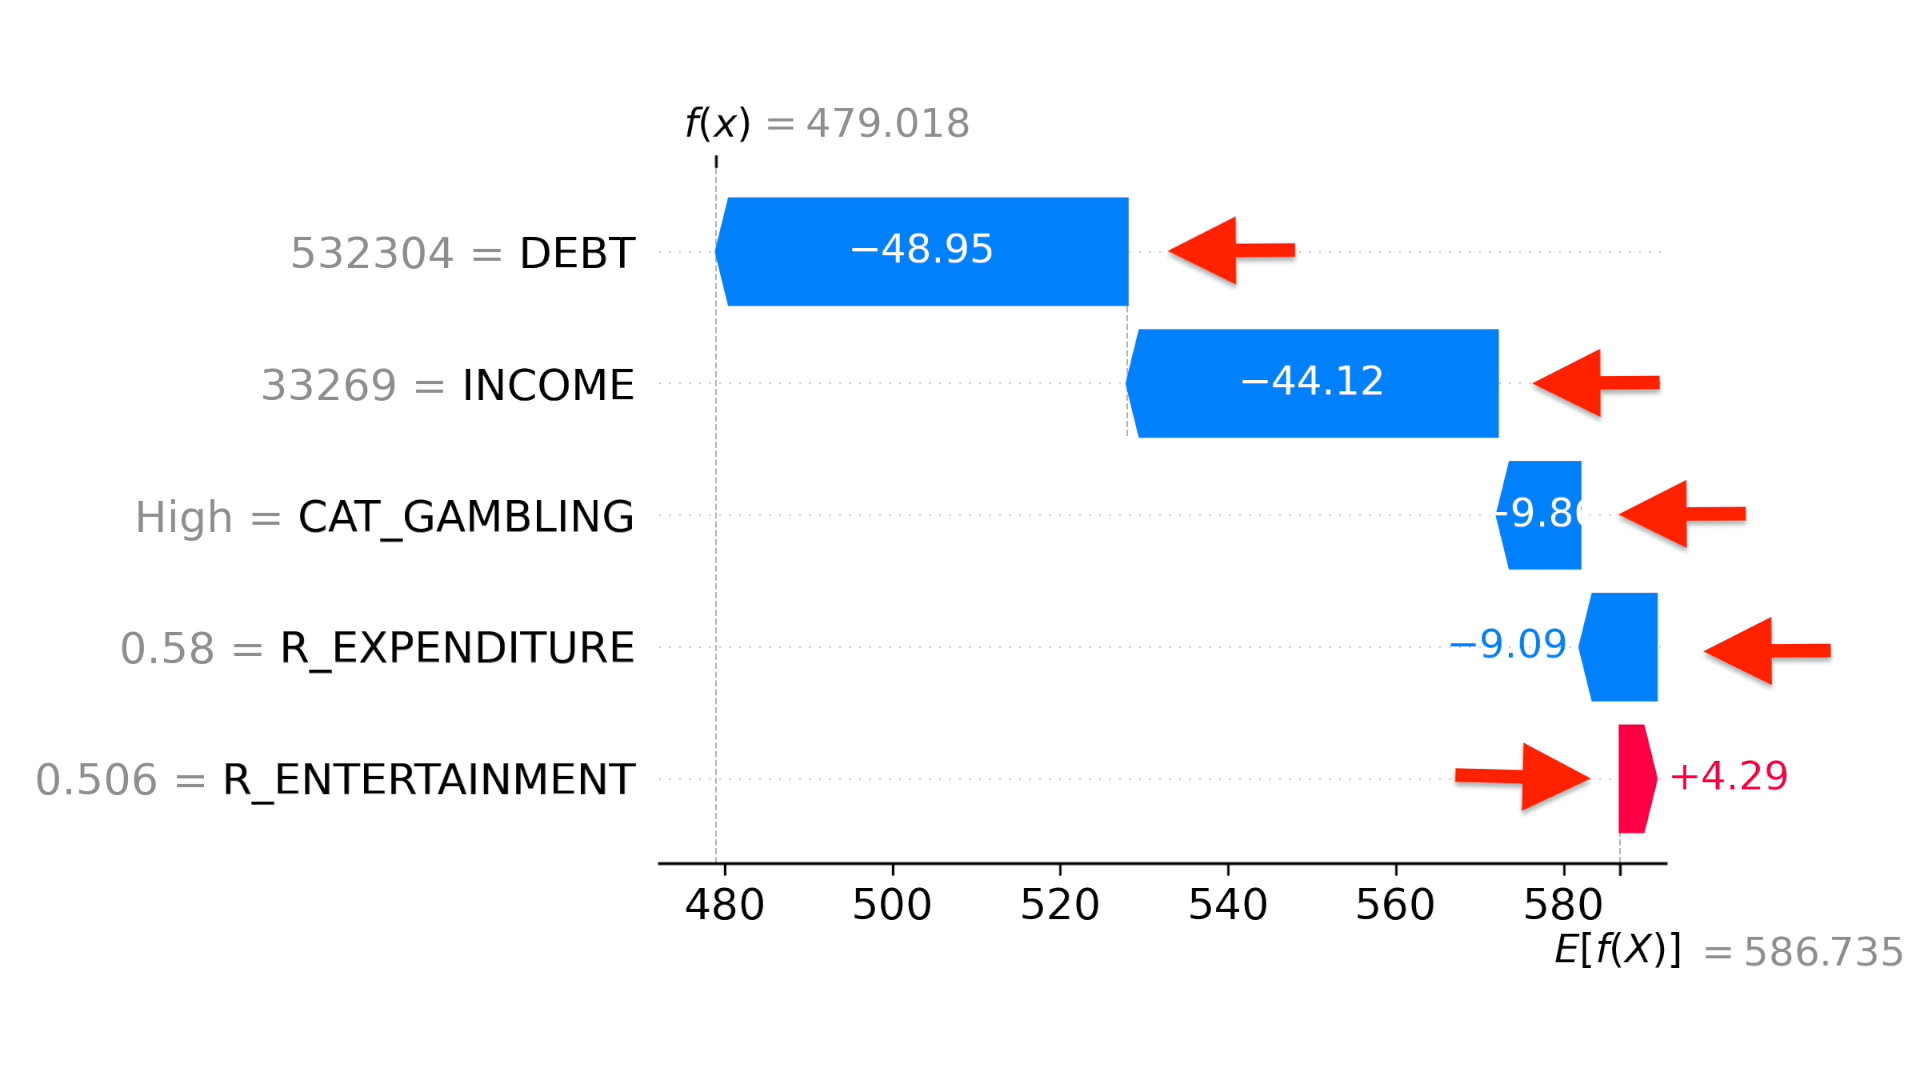 f(x) = 479.018
532304 = DEBT
−48.95
33269 = INCOME
−44.12
High = CAT_GAMBLING
0.58 = R_EXPENDITURE
−9.09
0.506 = R_ENTERTAINMENT
+4.29
480 500 520 540 560 580
E[f(X)] = 586.735